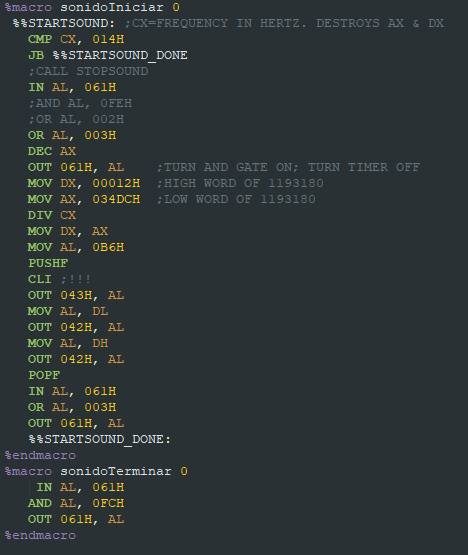 %macro sonidoIniciar 0
%%STARTSOUND: ;CX=FREQUENCY IN HERTZ. DESTROYS AX & DX
CMP CX, 014H
JB %%STARTSOUND_DONE
;CALL STOPSOUND
IN AL, 061H
;AND AL, 0FEH
;OR AL, 002H
OR AL, 003H
DEC AX
OUT 061H, AL ;TURN AND GATE ON; TURN TIMER OFF
MOV DX, 00012H ;HIGH WORD OF 1193180
MOV AX, 034DCH ;LOW WORD OF 1193180
DIV CX
MOV DX, AX
MOV AL, 0B6H
PUSHF
CLI ;!!!
OUT 043H, AL
MOV AL, DL
OUT 042H, AL
MOV AL, DH
OUT 042H, AL
POPF
IN AL, 061H
OR AL, 003H
OUT 061H, AL
%%STARTSOUND_DONE:
%endmacro
%macro sonidoTerminar 0
IN AL, 061H
AND AL, 0FCH
OUT 061H, AL
%endmacro